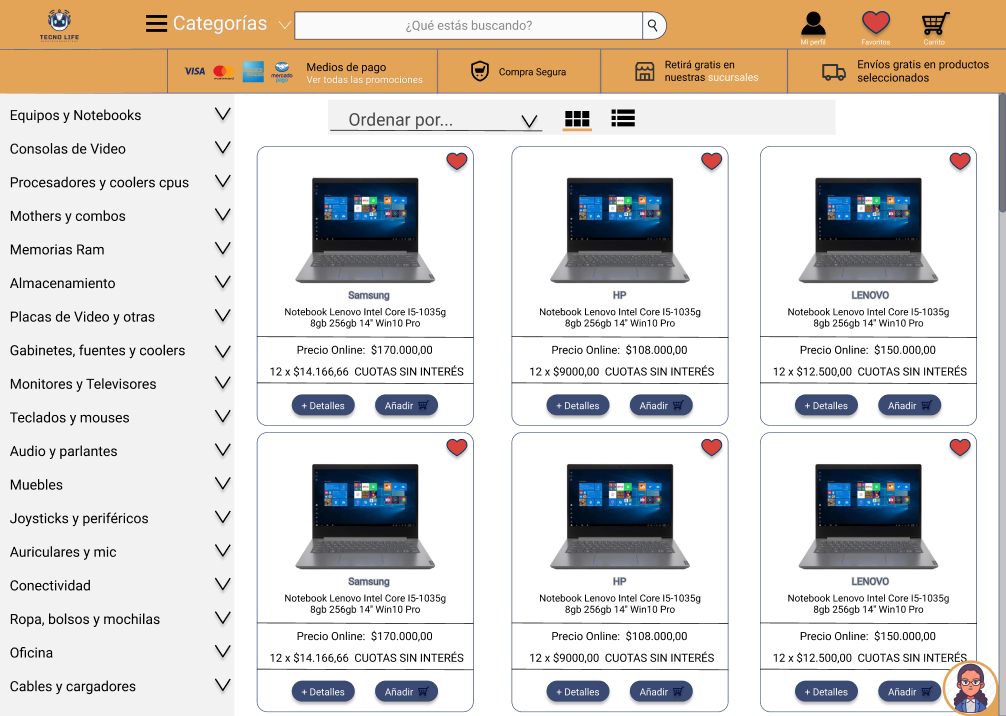 TECNO LIFE
Categorías
¿Qué estás buscando?
Mi perfil
Favoritos
Carrito
VISA
mercado
pago
Medios de pago
Ver todas las promociones
Compra Segura
Retirá gratis en
nuestras sucursales
Envíos gratis en productos
seleccionados
Equipos y Notebooks
Consolas de Video
Procesadores y coolers cpus
Mothers y combos
Memorias Ram
Almacenamiento
Placas de Video y otras
Gabinetes, fuentes y coolers
Monitores y Televisores
Teclados y mouses
Audio y parlantes
Muebles
Joysticks y periféricos
Auriculares y mic
Conectividad
Ropa, bolsos y mochilas
Oficina
Cables y cargadores
Ordenar por...
Samsung
Notebook Lenovo Intel Core I5-1035g
8gb 256gb 14" Win10 Pro
Precio Online: $170.000,00
12 x $14.166,66 CUOTAS SIN INTERÉS
+ Detalles
Añadir
HP
Notebook Lenovo Intel Core I5-1035g
8gb 256gb 14" Win10 Pro
Precio Online: $108.000,00
12 x $9000,00 CUOTAS SIN INTERÉS
+ Detalles
Añadir
LENOVO
Notebook Lenovo Intel Core I5-1035g
8gb 256gb 14" Win10 Pro
Precio Online: $150.000,00
12 x $12.500,00 CUOTAS SIN INTERÉS
+ Detalles
Añadir
Samsung
Notebook Lenovo Intel Core I5-1035g
8gb 256gb 14" Win10 Pro
Precio Online: $170.000,00
12 x $14.166,66 CUOTAS SIN INTERÉS
+ Detalles
Añadir
HP
Notebook Lenovo Intel Core I5-1035g
8gb 256gb 14" Win10 Pro
Precio Online: $108.000,00
12 x $9000,00 CUOTAS SIN INTERÉS
+ Detalles
Añadir
LENOVO
Notebook Lenovo Intel Core I5-1035g
8gb 256gb 14" Win10 Pro
Precio Online: $150.000,00
12 x $12.500,00 CUOTAS SIN INTERÉS
+ Detalles
Añadir